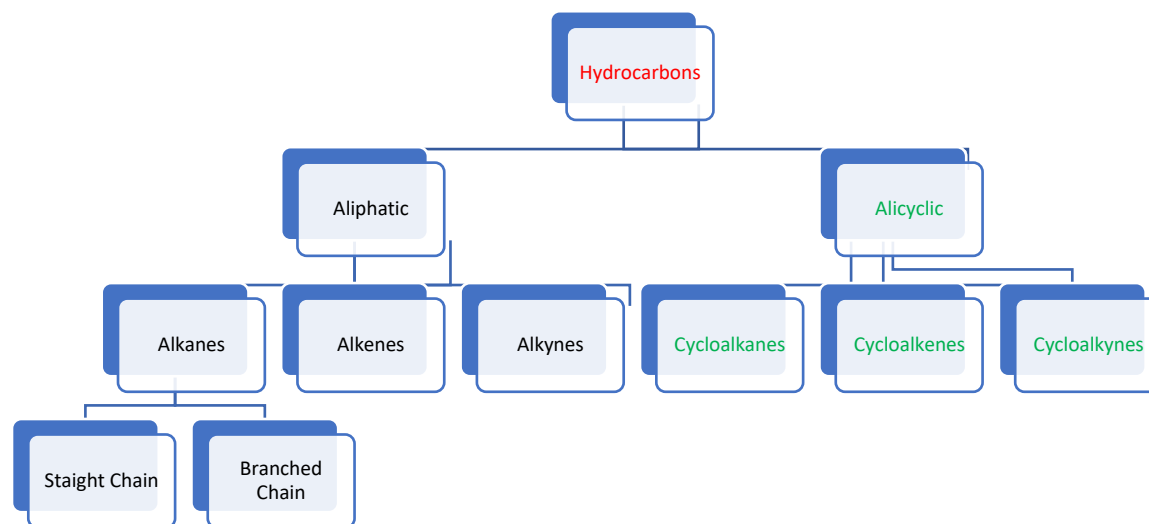 Hydrocarbons
Aliphatic
Alicyclic
Alkanes
Alkenes
Alkynes
Cycloalkanes
Cycloalkenes
Cycloalkynes
Staight Chain
Branched
Chain